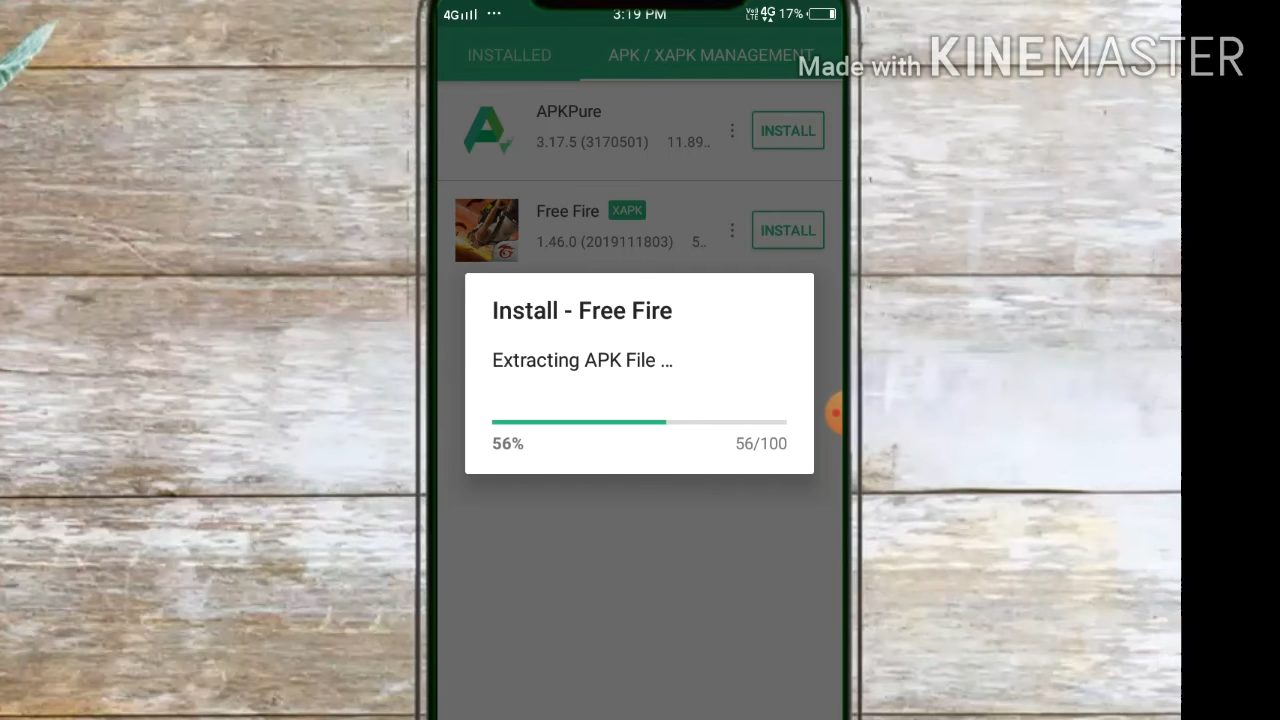 4G 3:19 PM Vo) LTE 4G 17%
Made with KINEMASTER
INSTALLED APK / XAPK MANAGEMENT
APKPure
3.17.5 (3170501) 11.89..
INSTALL
Free Fire XAPK
1.46.0 (2019111803) 5..
INSTALL
Install - Free Fire
Extracting APK File ...
56% 56/100